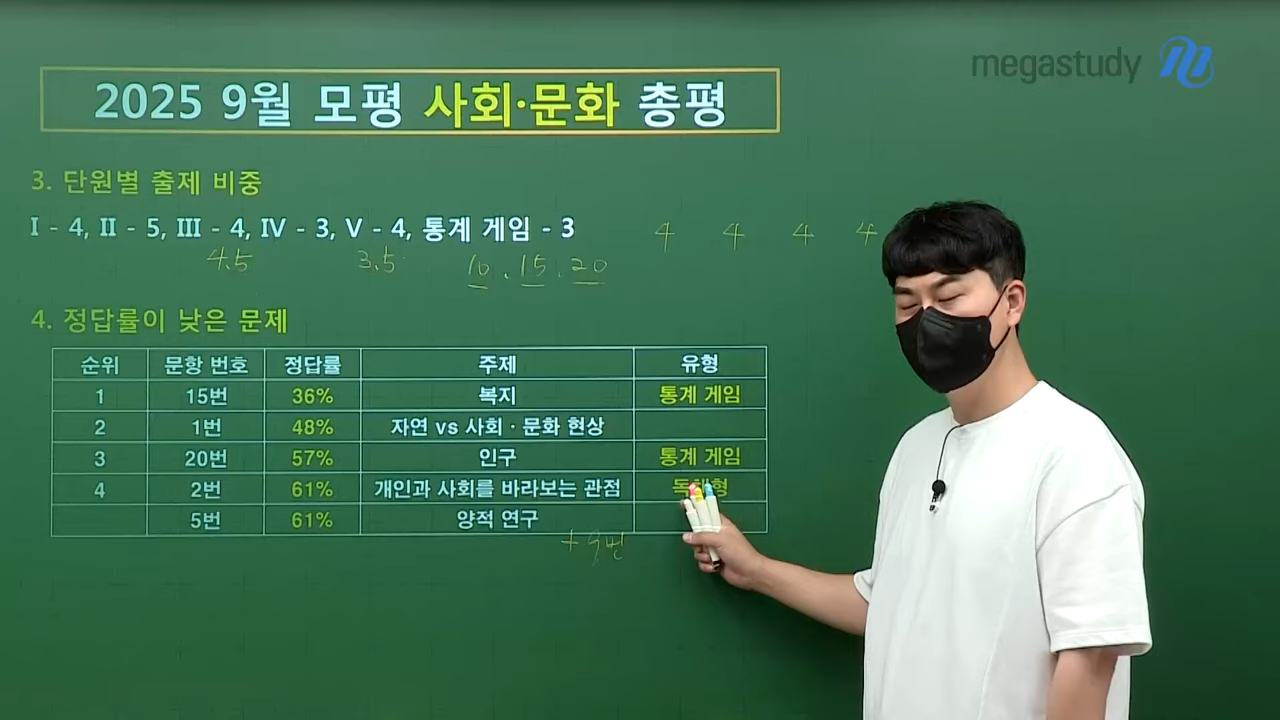 megastudy
2025 9월 모평 사회·문화 총평
3. 단원별 출제 비중
I - 4, II - 5, III - 4, IV - 3, V - 4, 통계 게임 - 3
4 4 4 4
4.5 3.5 10. 15. 20
4. 정답률이 낮은 문제
순위 문항 번호 정답률 주제 유형
1 15번 36% 복지 통계 게임
2 1번 48% 자연 vs 사회 · 문화 현상
3 20번 57% 인구 통계 게임
4 2번 61% 개인과 사회를 바라보는 관점
5번 61% 양적 연구
+ 9번